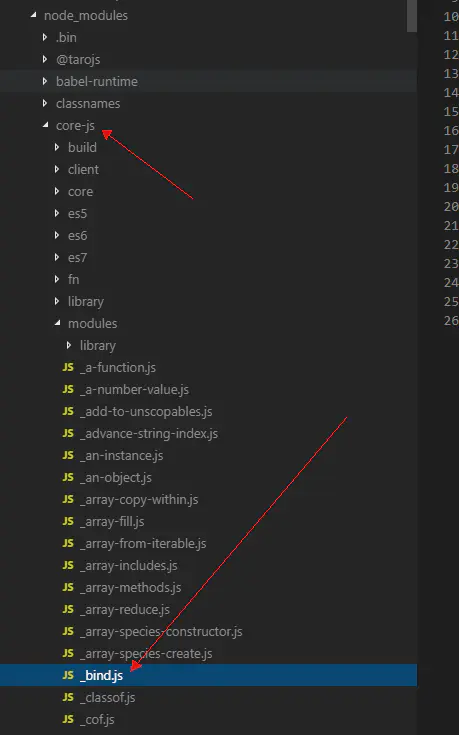 node_modules
.bin
@tarojs
babel-runtime
classnames
core-js
build
client
core
es5
es6
es7
fn
library
modules
library
JS _a-function.js
JS _a-number-value.js
JS _add-to-unscopables.js
JS _advance-string-index.js
JS _an-instance.js
JS _an-object.js
JS _array-copy-within.js
JS _array-fill.js
JS _array-from-iterable.js
JS _array-includes.js
JS _array-methods.js
JS _array-reduce.js
JS _array-species-constructor.js
JS _array-species-create.js
JS _bind.js
JS _classof.js
JS _cof.js
10
11
12
13
14
15
16
17
18
19
20
21
22
23
24
25
26